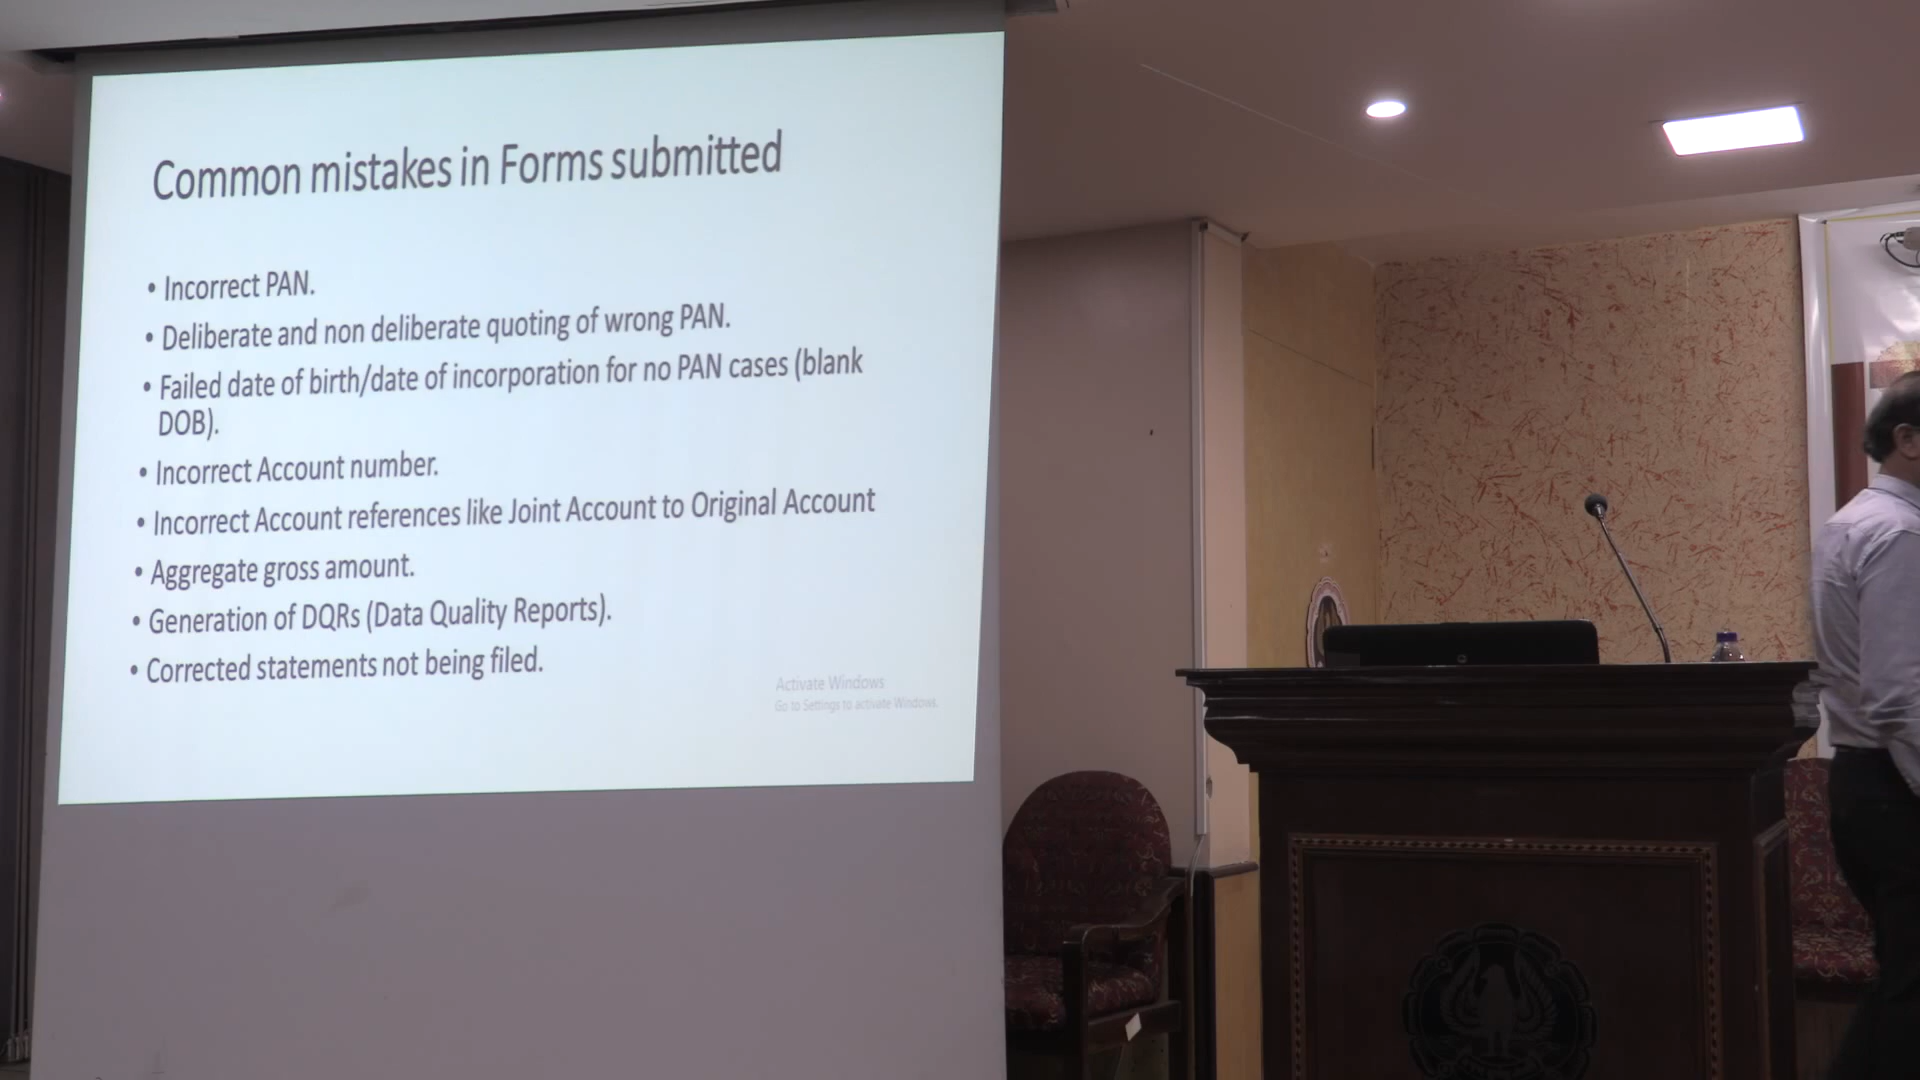 Common mistakes in Forms submitted
• Incorrect PAN.
• Deliberate and non deliberate quoting of wrong PAN.
• Failed date of birth/date of incorporation for no PAN cases (blank
DOB).
• Incorrect Account number.
• Incorrect Account references like Joint Account to Original Account
• Aggregate gross amount.
• Generation of DQRs (Data Quality Reports).
• Corrected statements not being filed.
Activate Windows
Go to Settings to activate Windows.